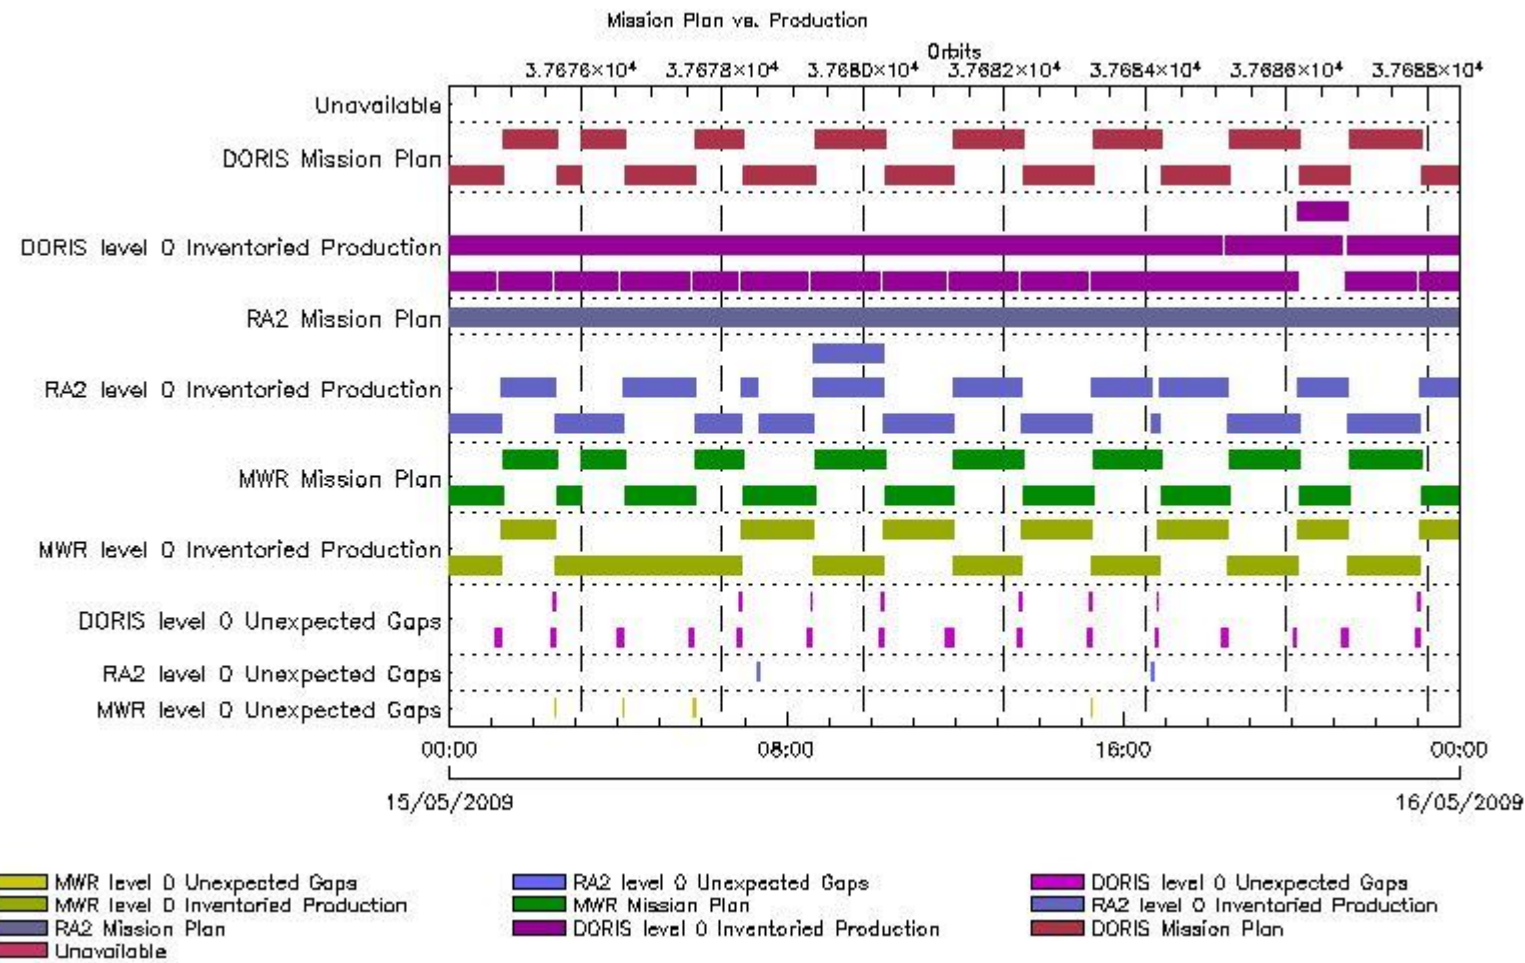 Mission Plan vs. Production
Orbits
3.7676×10⁴ 3.7678×10⁴ 3.7680×10⁴ 3.7682×10⁴ 3.7684×10⁴ 3.7686×10⁴ 3.7688×10⁴
Unavailable
DORIS Mission Plan
DORIS level 0 Inventoried Production
RA2 Mission Plan
RA2 level 0 Inventoried Production
MWR Mission Plan
MWR level 0 Inventoried Production
DORIS level 0 Unexpected Gaps
RA2 level 0 Unexpected Gaps
MWR level 0 Unexpected Gaps
00:00 08:00 16:00 00:00
15/05/2009 16/05/2009
MWR level 0 Unexpected Gaps RA2 level 0 Unexpected Gaps DORIS level 0 Unexpected Gaps
MWR level 0 Inventoried Production MWR Mission Plan RA2 level 0 Inventoried Production
RA2 Mission Plan DORIS level 0 Inventoried Production DORIS Mission Plan
Unavailable